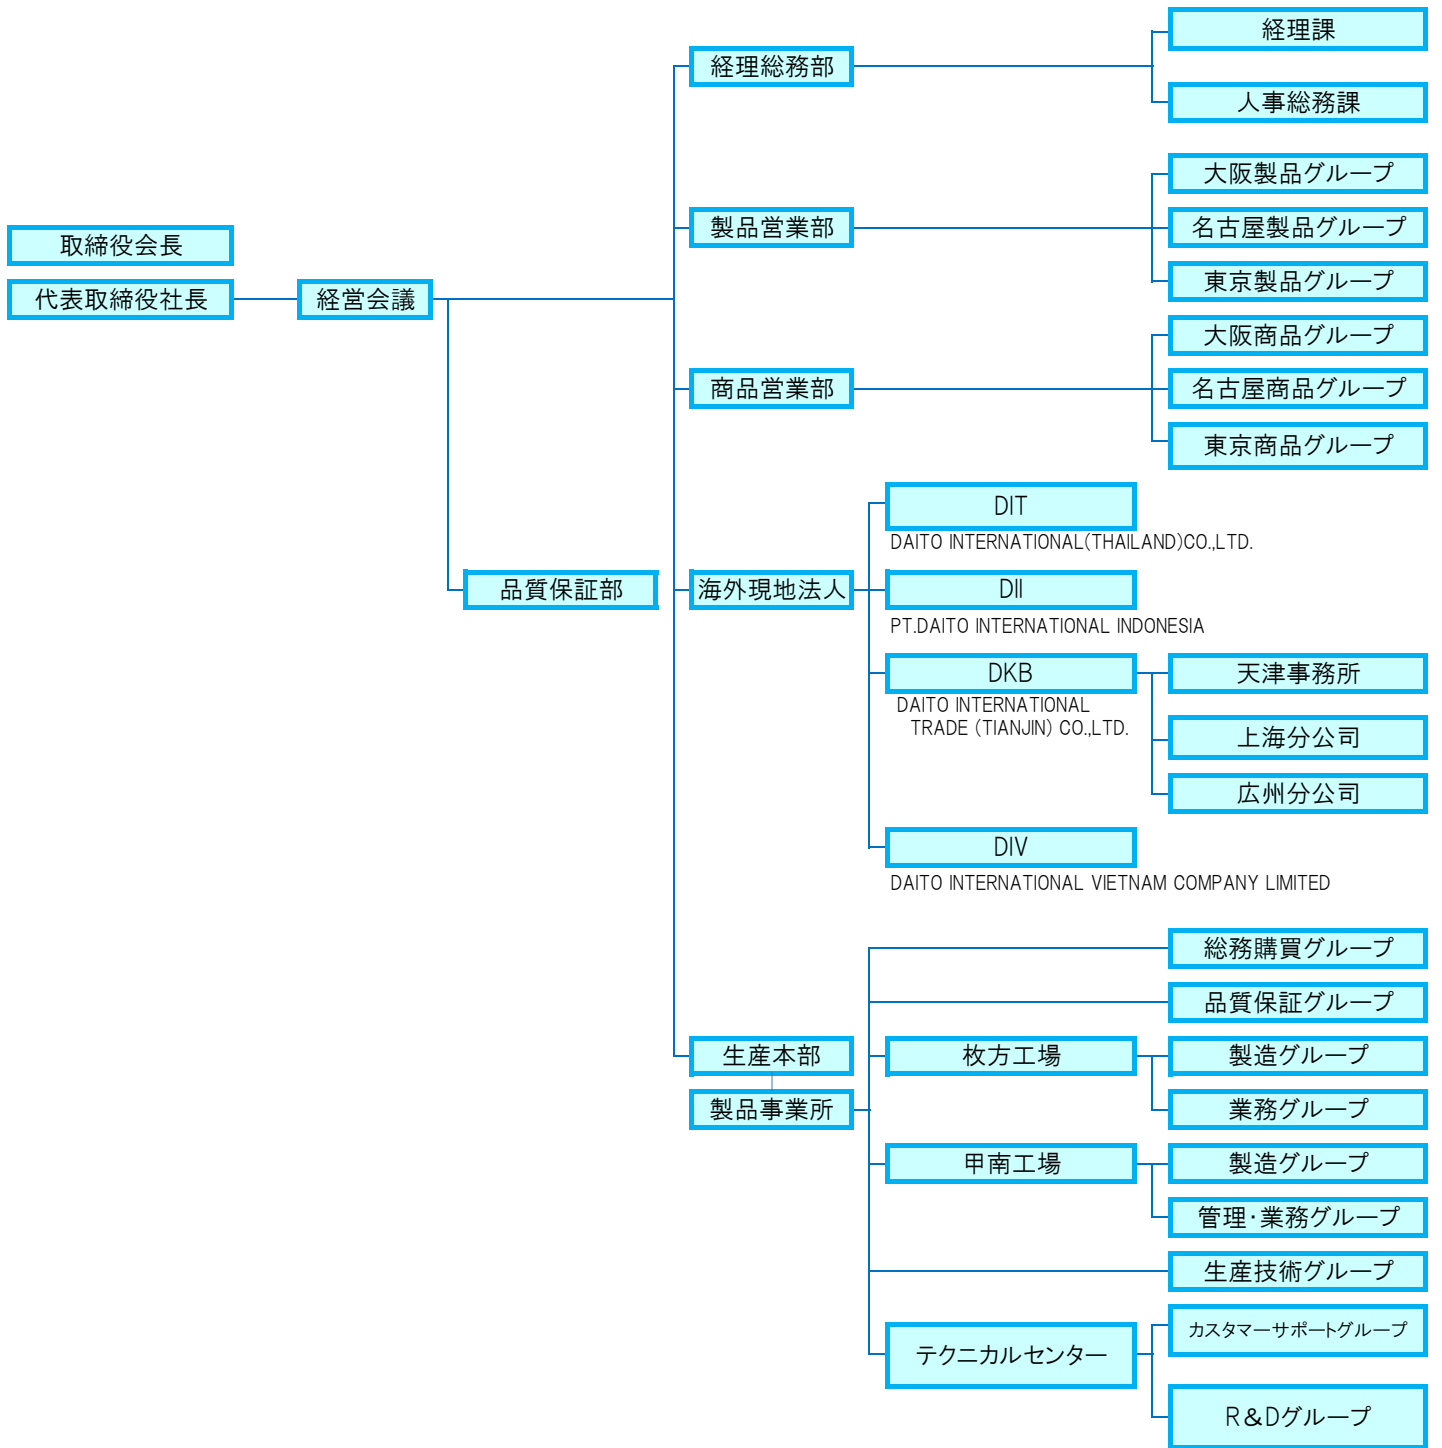 取締役会長
代表取締役社長
経営会議
品質保証部
経理総務部
経理課
人事総務課
製品営業部
大阪製品グループ
名古屋製品グループ
東京製品グループ
商品営業部
大阪商品グループ
名古屋商品グループ
東京商品グループ
海外現地法人
DIT
DAITO INTERNATIONAL(THAILAND)CO.,LTD.
DII
PT.DAITO INTERNATIONAL INDONESIA
DKB
DAITO INTERNATIONAL
TRADE (TIANJIN) CO.,LTD.
天津事務所
上海分公司
広州分公司
DIV
DAITO INTERNATIONAL VIETNAM COMPANY LIMITED
生産本部
製品事業所
総務購買グループ
品質保証グループ
枚方工場
製造グループ
業務グループ
甲南工場
製造グループ
管理・業務グループ
生産技術グループ
テクニカルセンター
カスタマーサポートグループ
R&Dグループ